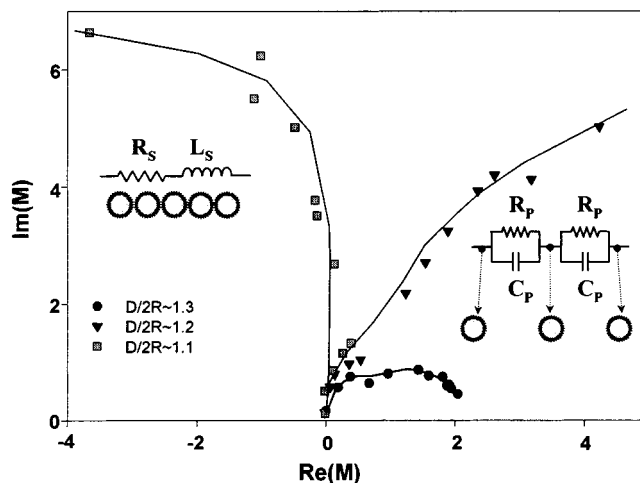 6
4
2
0
-4
-2
0
2
4
Im(M)
Re(M)
R_S L_S
R_P R_P
C_P C_P
D/2R~1.3
D/2R~1.2
D/2R~1.1